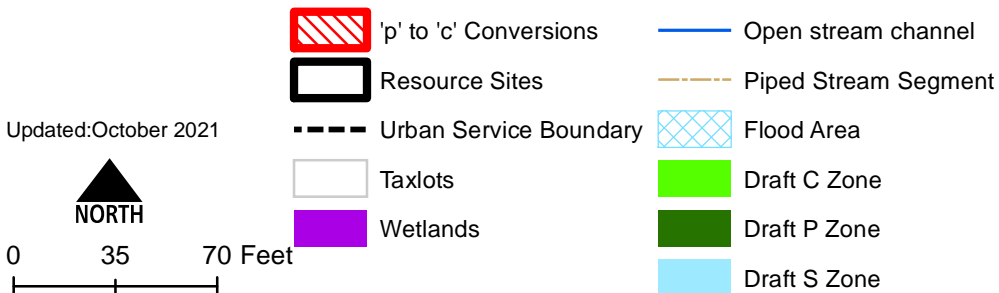 Updated:October 2021
NORTH
0 35 70 Feet
'p' to 'c' Conversions
Resource Sites
Urban Service Boundary
Taxlots
Wetlands
Open stream channel
Piped Stream Segment
Flood Area
Draft C Zone
Draft P Zone
Draft S Zone